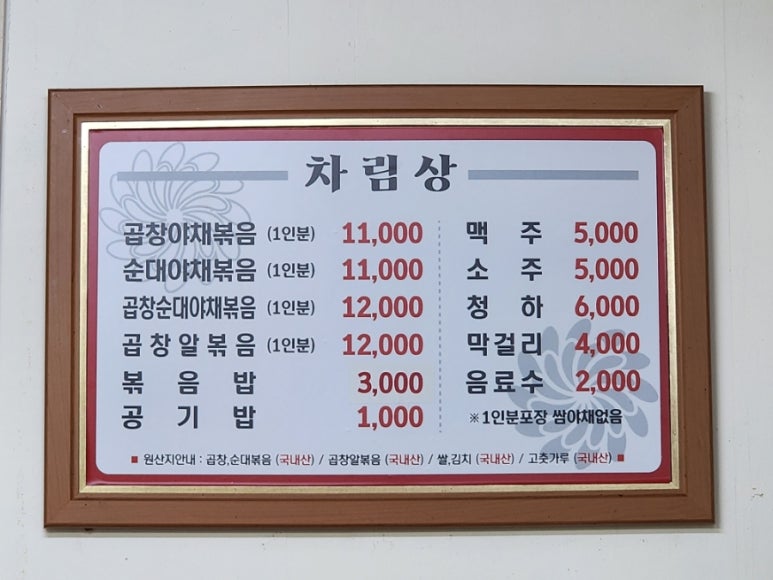 차림상
곱창야채볶음 (1인분) 11,000
순대야채볶음 (1인분) 11,000
곱창순대야채볶음 (1인분) 12,000
곱창알볶음 (1인분) 12,000
볶음밥 3,000
공기밥 1,000
맥주 5,000
소주 5,000
청하 6,000
막걸리 4,000
음료수 2,000
※1인분포장 쌈야채없음
■ 원산지안내 : 곱창,순대볶음 (국내산) / 곱창알볶음 (국내산) / 쌀,김치 (국내산) / 고춧가루 (국내산) ■